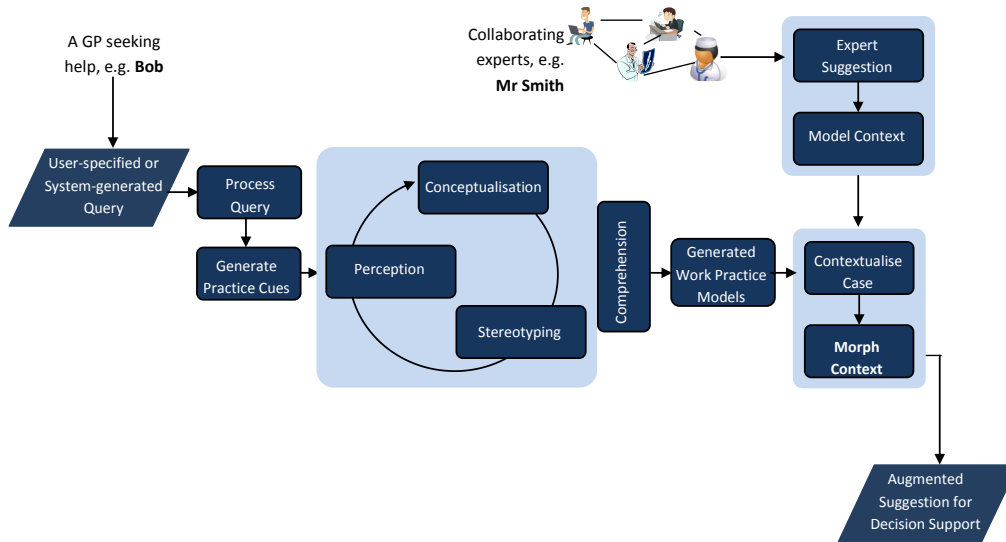 A GP seeking
help, e.g. Bob
Collaborating
experts, e.g.
Mr Smith
Expert
Suggestion
Model Context
User-specified or
System-generated
Query
Process
Query
Generate
Practice Cues
Conceptualisation
Perception
Stereotyping
Comprehension
Generated
Work Practice
Models
Contextualise
Case
Morph
Context
Augmented
Suggestion for
Decision Support